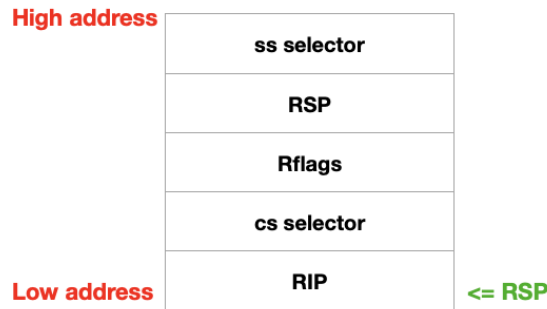 High address
ss selector
RSP
Rflags
cs selector
RIP
Low address
<= RSP